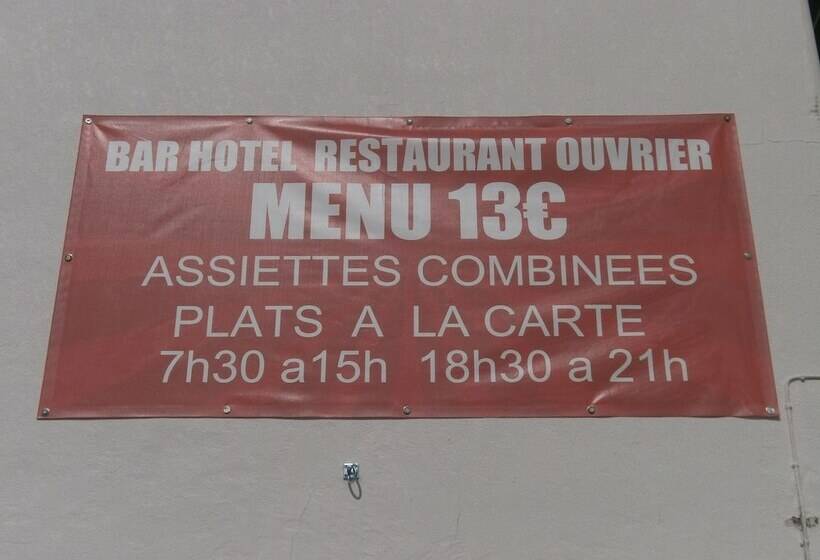 BAR HOTEL RESTAURANT OUVRIER
MENU 13€
ASSIETTES COMBINEES
PLATS A LA CARTE
7h30 a15h 18h30 a 21h